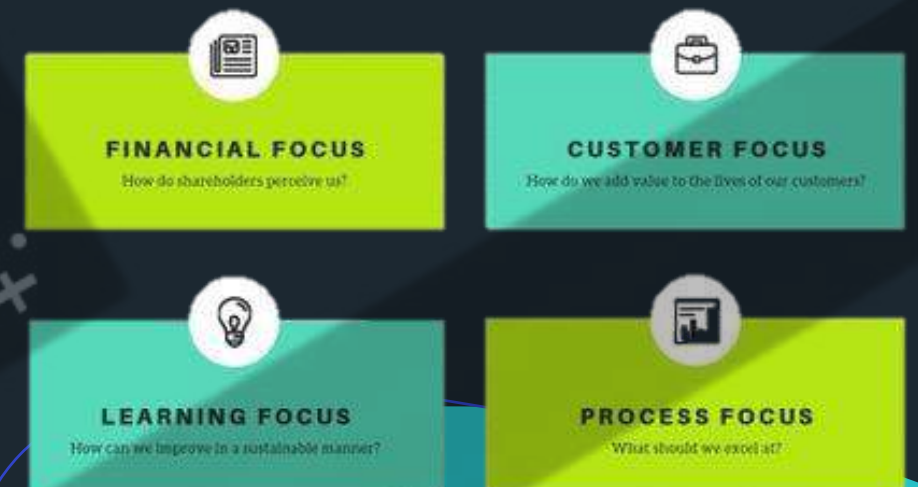 FINANCIAL FOCUS
How do shareholders perceive us?
CUSTOMER FOCUS
How do we add value to the lives of our customers?
LEARNING FOCUS
How can we improve in a sustainable manner?
PROCESS FOCUS
What should we excel at?